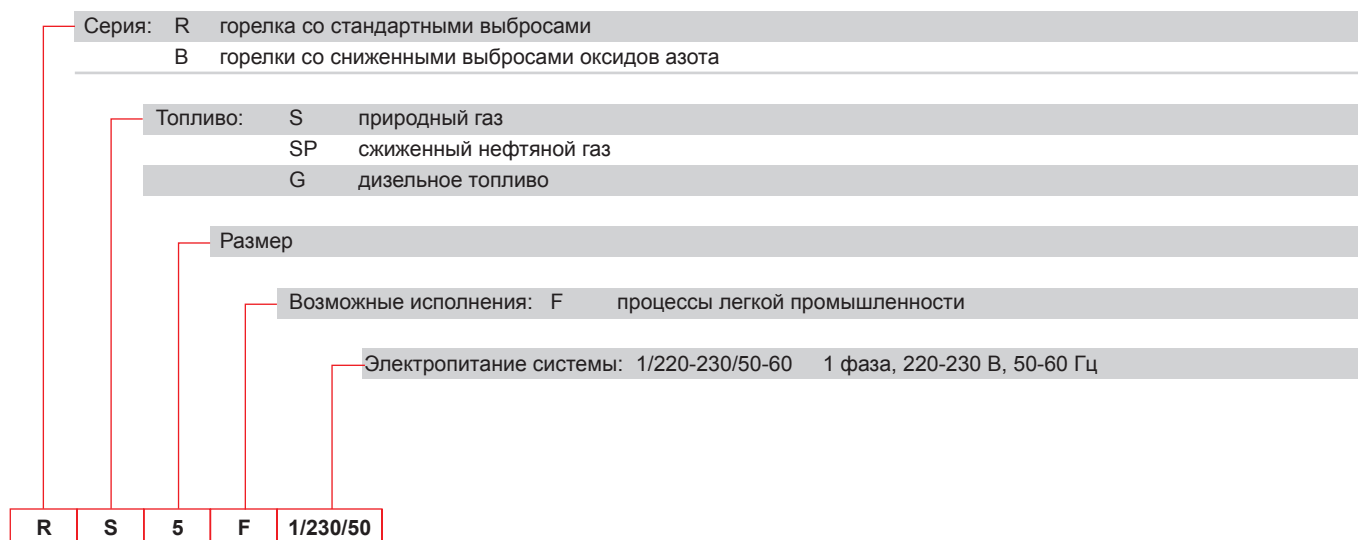 Серия: R горелка со стандартными выбросами
B горелки со сниженными выбросами оксидов азота
Топливо: S природный газ
SP сжиженный нефтяной газ
G дизельное топливо
Размер
Возможные исполнения: F процессы легкой промышленности
Электропитание системы: 1/220-230/50-60 1 фаза, 220-230 В, 50-60 Гц
R S 5 F 1/230/50